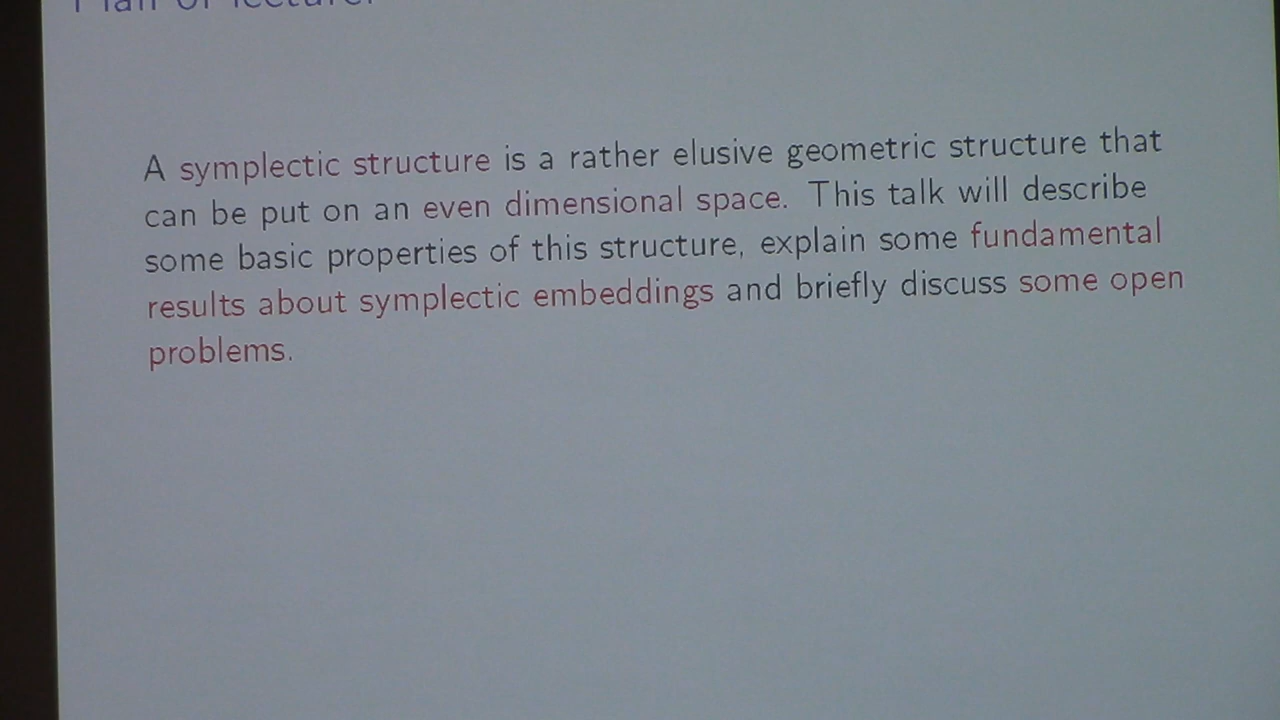 Plan of lecture:
A symplectic structure is a rather elusive geometric structure that
can be put on an even dimensional space. This talk will describe
some basic properties of this structure, explain some fundamental
results about symplectic embeddings and briefly discuss some open
problems.